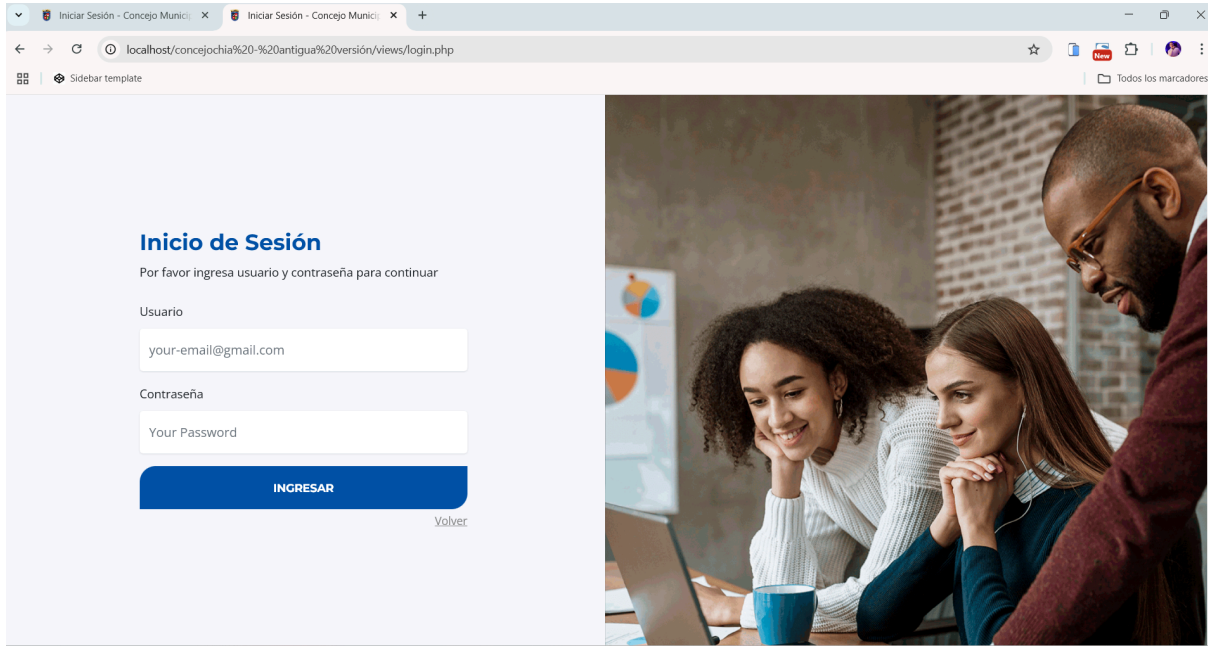 Iniciar Sesión - Concejo Municip
Iniciar Sesión - Concejo Municip
localhost/concejochia%20-%20antigua%20versión/views/login.php
New
Sidebar template
Todos los marcadores
Inicio de Sesión
Por favor ingresa usuario y contraseña para continuar
Usuario
your-email@gmail.com
Contraseña
Your Password
INGRESAR
Volver